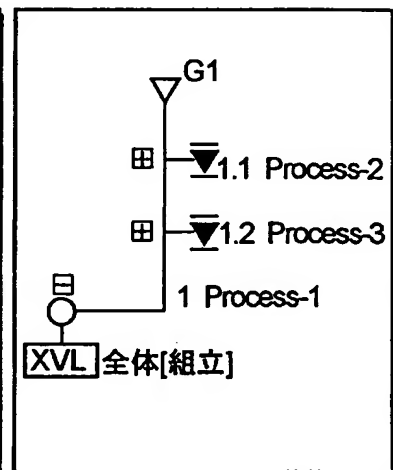 G1
1.1 Process-2
1.2 Process-3
1 Process-1
XVL 全体[組立]